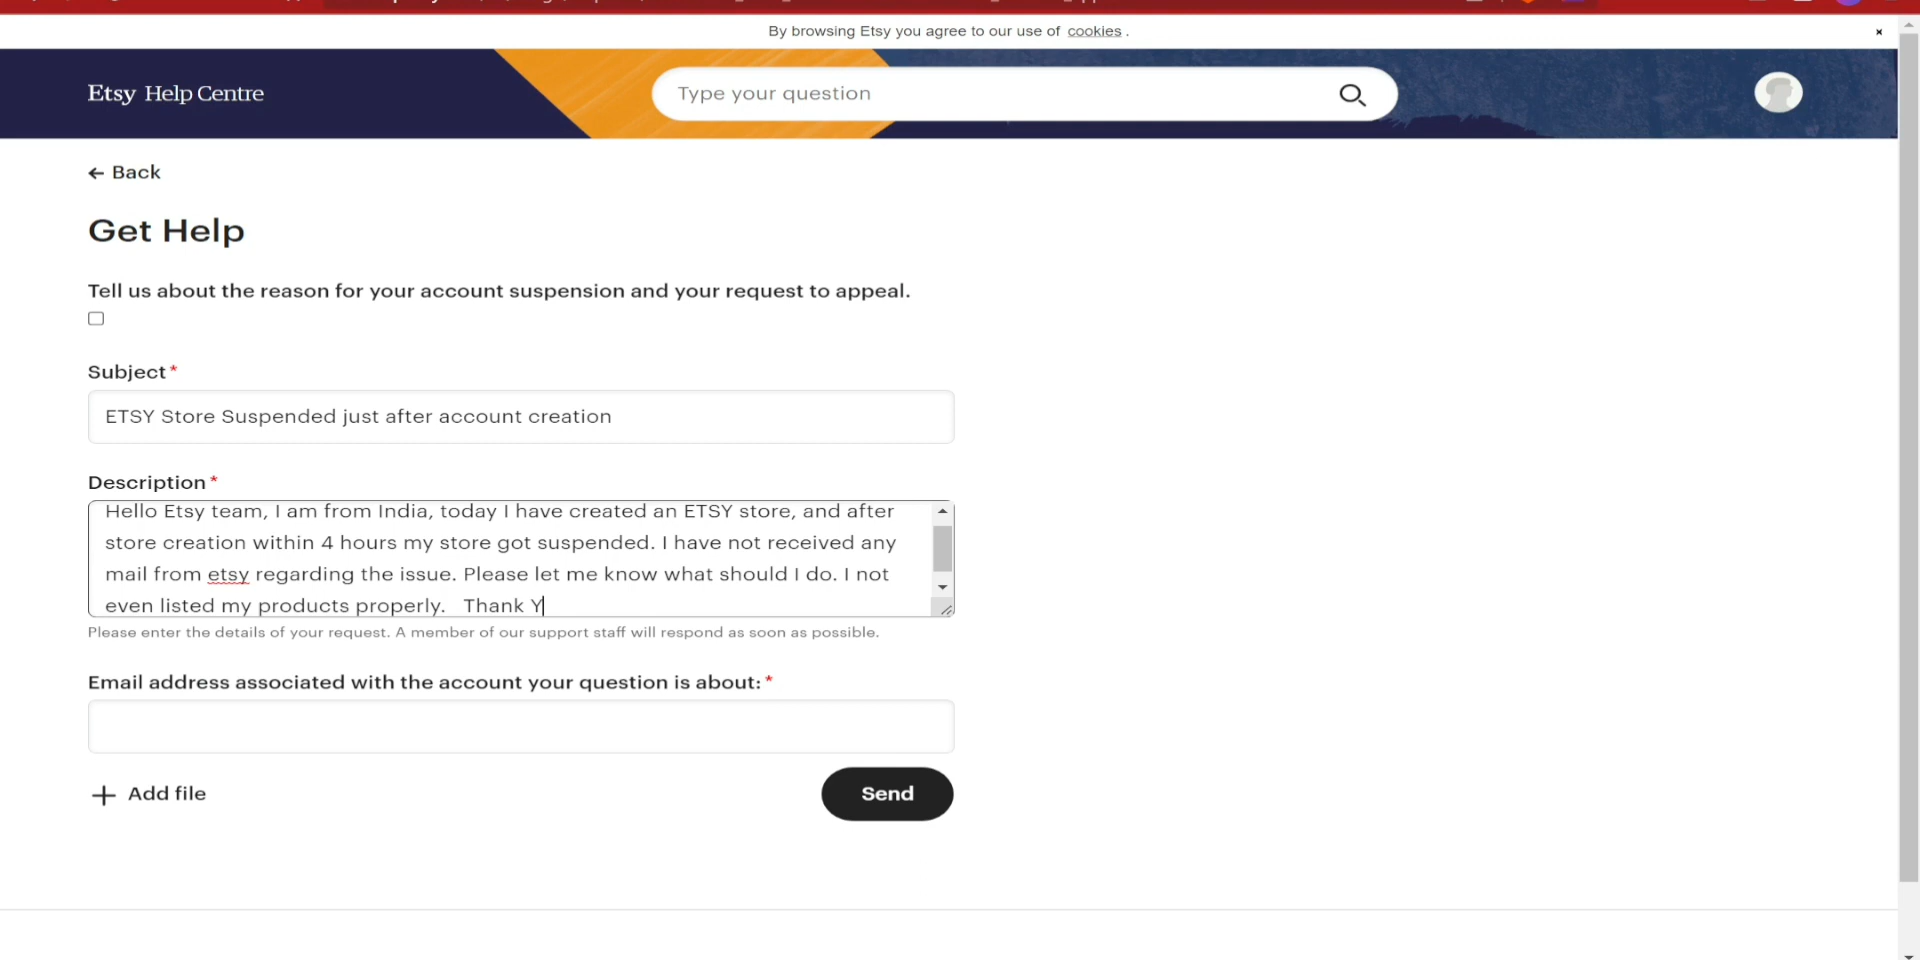 By browsing Etsy you agree to our use of cookies .
×
Etsy Help Centre
Type your question
← Back
Get Help
Tell us about the reason for your account suspension and your request to appeal.
Subject*
ETSY Store Suspended just after account creation
Description*
Hello Etsy team, I am from India, today I have created an ETSY store, and after
store creation within 4 hours my store got suspended. I have not received any
mail from etsy regarding the issue. Please let me know what should I do. I not
even listed my products properly.   Thank Y
Please enter the details of your request. A member of our support staff will respond as soon as possible.
Email address associated with the account your question is about:*
+ Add file
Send